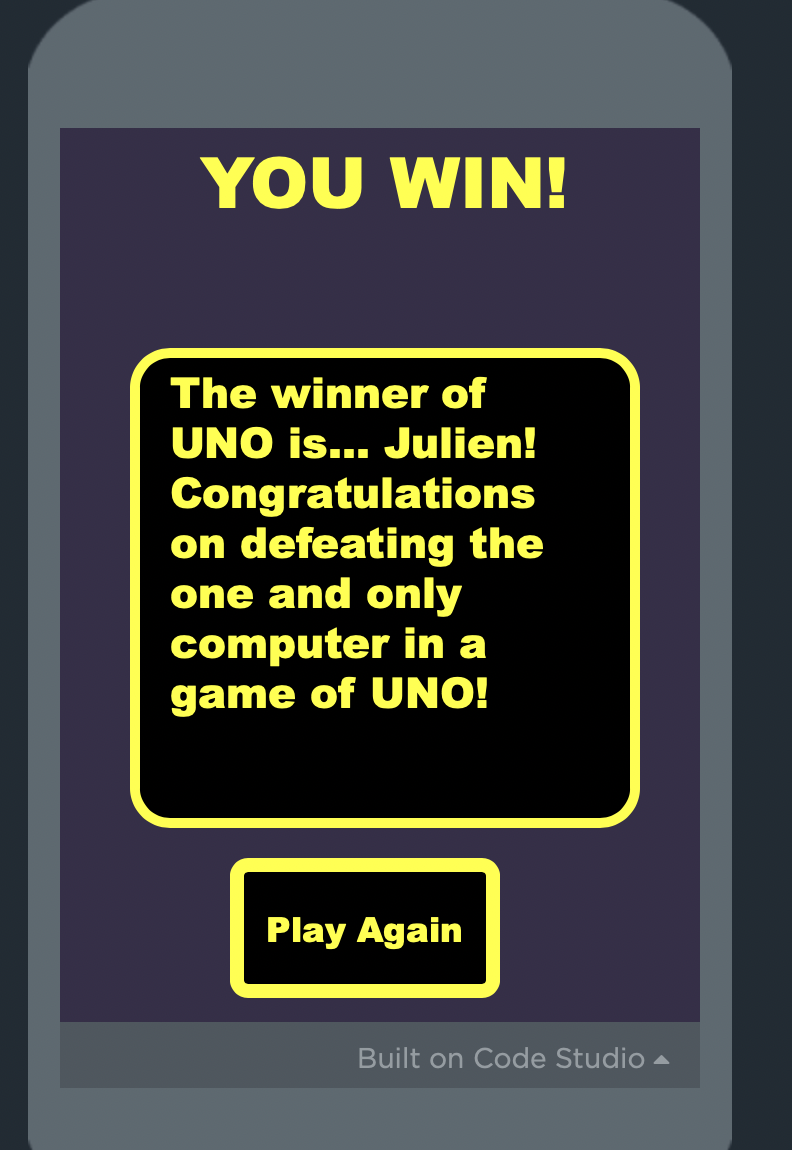 YOU WIN!
The winner of
UNO is... Julien!
Congratulations
on defeating the
one and only
computer in a
game of UNO!
Play Again
Built on Code Studio